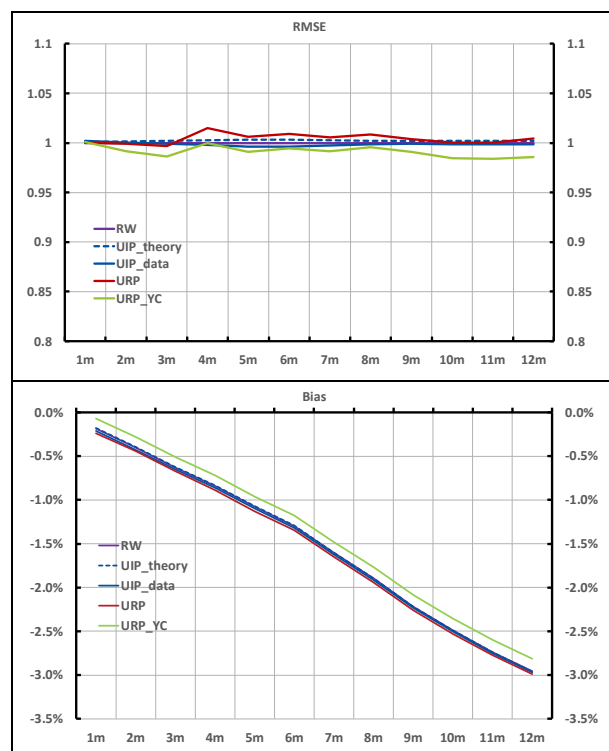 RMSE
1.1 1.1
1.05 1.05
1 1
0.95 0.95
0.9 0.9
0.85 0.85
0.8 0.8
RW
UIP_theory
UIP_data
URP
URP_YC
1m 2m 3m 4m 5m 6m 7m 8m 9m 10m 11m 12m
Bias
0.0% 0.0%
-0.5% -0.5%
-1.0% -1.0%
-1.5% -1.5%
-2.0% -2.0%
-2.5% -2.5%
-3.0% -3.0%
-3.5% -3.5%
RW
UIP_theory
UIP_data
URP
URP_YC
1m 2m 3m 4m 5m 6m 7m 8m 9m 10m 11m 12m